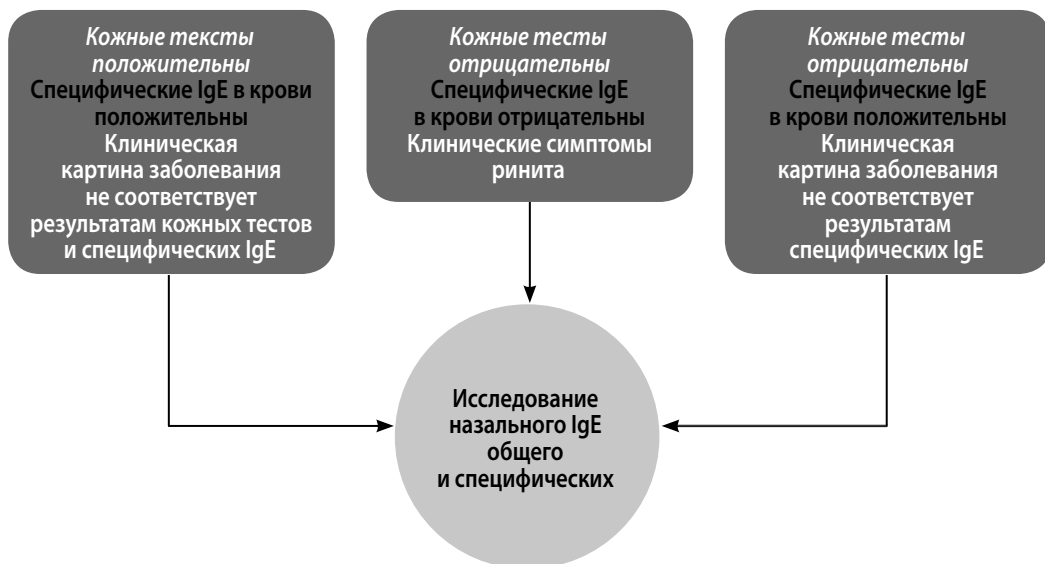 Кожные тексты
положительны
Специфические IgE в крови
положительны
Клиническая
картина заболевания
не соответствует
результатам кожных тестов
и специфических IgE
Кожные тесты
отрицательны
Специфические IgE
в крови отрицательны
Клинические симптомы
ринита
Кожные тесты
отрицательны
Специфические IgE
в крови положительны
Клиническая
картина заболевания
не соответствует
результатам
специфических IgE
Исследование
назального IgE
общего
и специфических